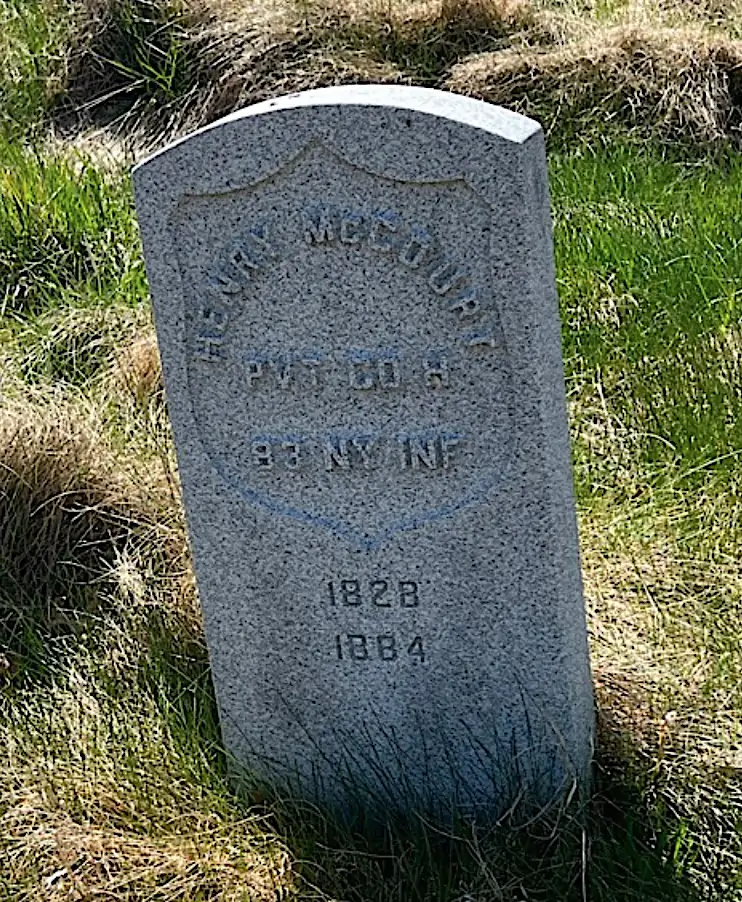 HENRY MCCOURT
PVT CO H
93 NY INF
1828
1884